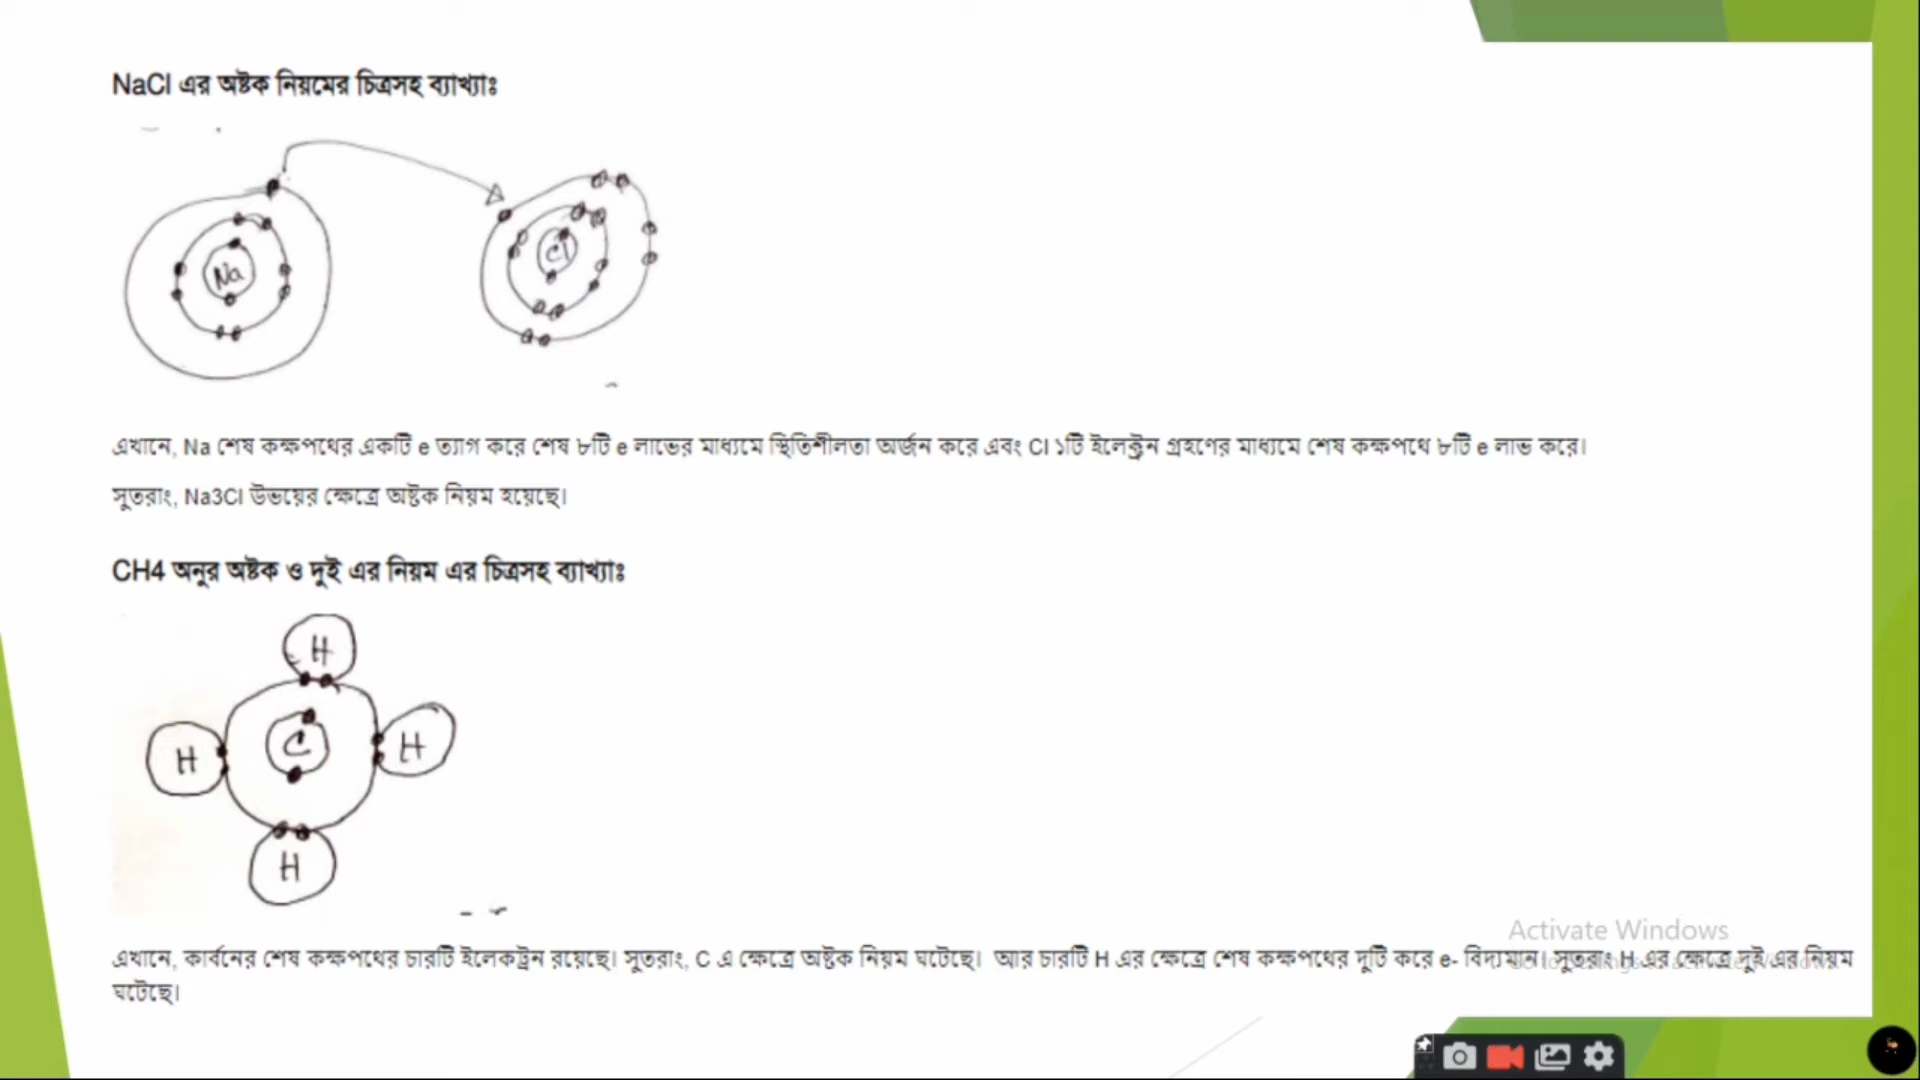 NaCl এর অষ্টক নিয়মের চিত্রসহ ব্যাখ্যাঃ
Na
Cl
এখানে, Na শেষ কক্ষপথের একটি e ত্যাগ করে শেষ ৮টি e লাভের মাধ্যমে স্থিতিশীলতা অর্জন করে এবং Cl ১টি ইলেক্ট্রন গ্রহণের মাধ্যমে শেষ কক্ষপথে ৮টি e লাভ করে।
সুতরাং, Na3Cl উভয়ের ক্ষেত্রে অষ্টক নিয়ম হয়েছে।
CH4 অনুর অষ্টক ও দুই এর নিয়ম এর চিত্রসহ ব্যাখ্যাঃ
H
H C H
H
Activate Windows
এখানে, কার্বনের শেষ কক্ষপথের চারটি ইলেকট্রন রয়েছে। সুতরাং, C এ ক্ষেত্রে অষ্টক নিয়ম ঘটেছে। আর চারটি H এর ক্ষেত্রে শেষ কক্ষপথের দুটি করে e- বিদ্যমান। সুতরাং H এর ক্ষেত্রে দুই এর নিয়ম
ঘটেছে।